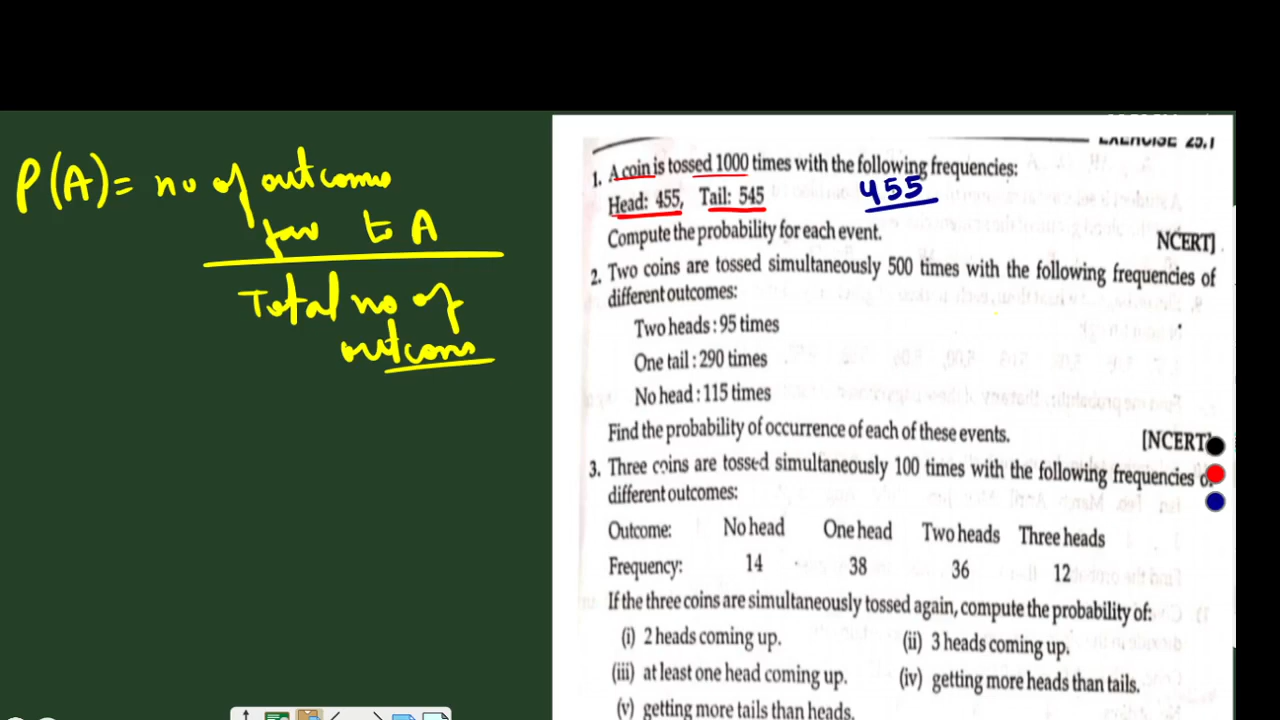 P(A) = no of outcomes
fav to A
Total no of
outcoms
EXERCISE 25.1
1. A coin is tossed 1000 times with the following frequencies:
Head: 455, Tail: 545
455
Compute the probability for each event.
NCERT]
2. Two coins are tossed simultaneously 500 times with the following frequencies of
different outcomes:
Two heads : 95 times
One tail : 290 times
No head : 115 times
Find the probability of occurrence of each of these events. [NCERT]
3. Three coins are tossed simultaneously 100 times with the following frequencies of
different outcomes:
Outcome: No head One head Two heads Three heads
Frequency: 14 38 36 12
If the three coins are simultaneously tossed again, compute the probability of:
(i) 2 heads coming up. (ii) 3 heads coming up.
(iii) at least one head coming up. (iv) getting more heads than tails.
(v) getting more tails than heads.